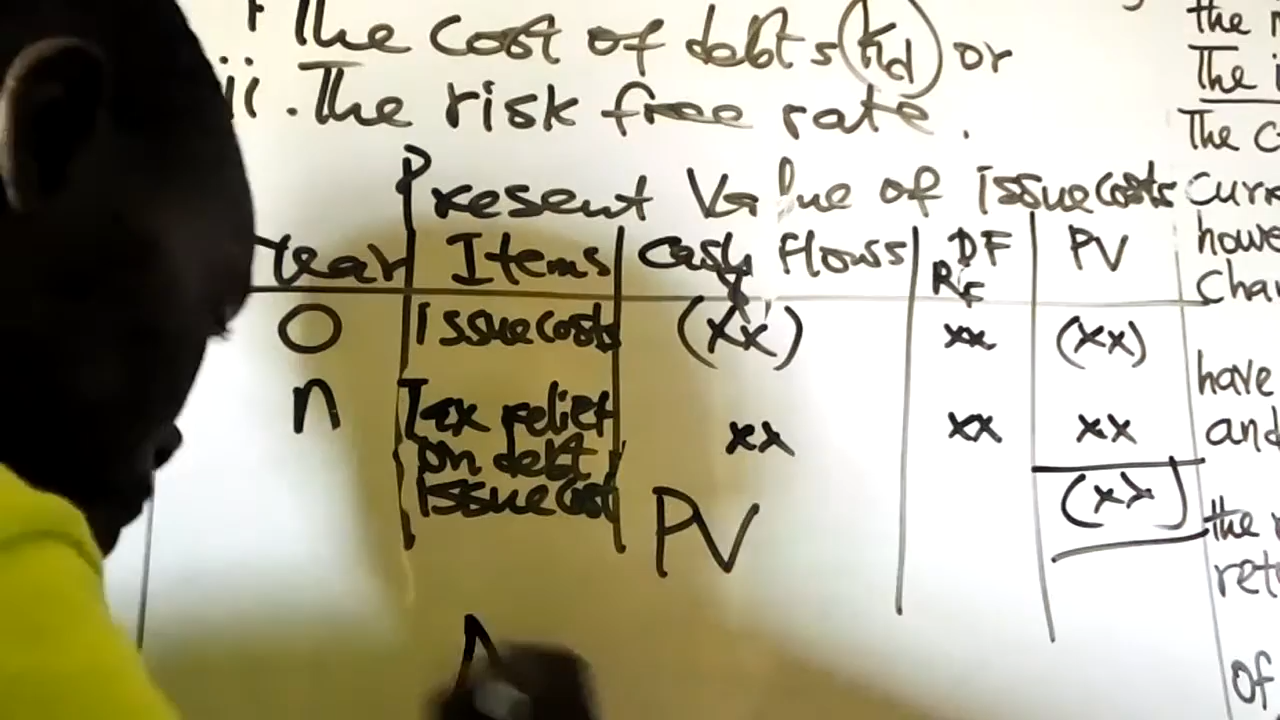 i The cost of debts (Kd) or
ii. The risk free rate.
Present Value of issue costs
Year Items Cash flows DF RF PV
0 issue costs (xx) xx (xx)
n Tax relief on debt issue cost xx xx xx
PV (xx)
the
The
The
Curr
howe
Chan
have
and
the
ret
of